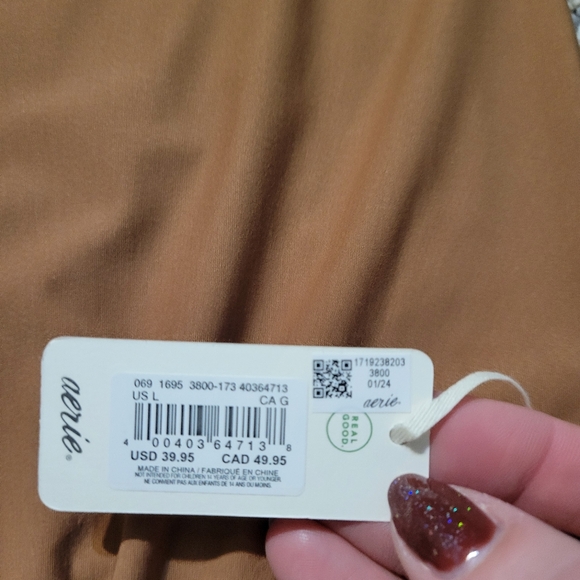 aerie®
069 1695 3800-173 40364713
US L CA G
4 00403 64713 8
USD 39.95 CAD 49.95
MADE IN CHINA / FABRIQUÉ EN CHINE
NOT INTENDED FOR CHILDREN 14 YEARS OF AGE OR YOUNGER.
NE CONVIENT PAS AUX ENFANTS DE 14 ANS OU MOINS.
1719238203
3800
01/24
aerie.
REAL
GOOD.